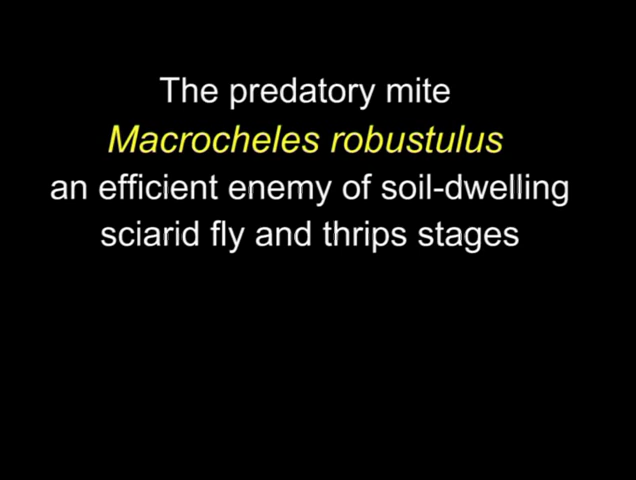 The predatory mite
Macrocheles robustulus
an efficient enemy of soil-dwelling
sciarid fly and thrips stages